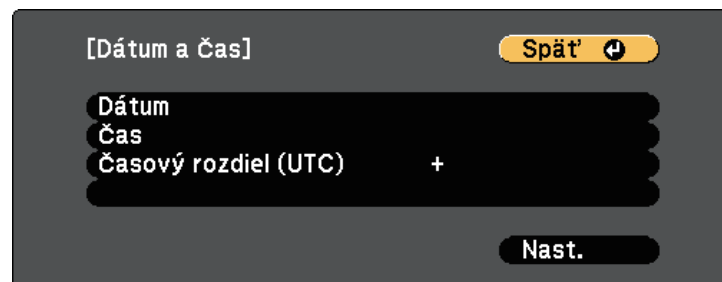 [Dátum a Čas] Späť
Dátum
Čas
Časový rozdiel (UTC) +
Nast.